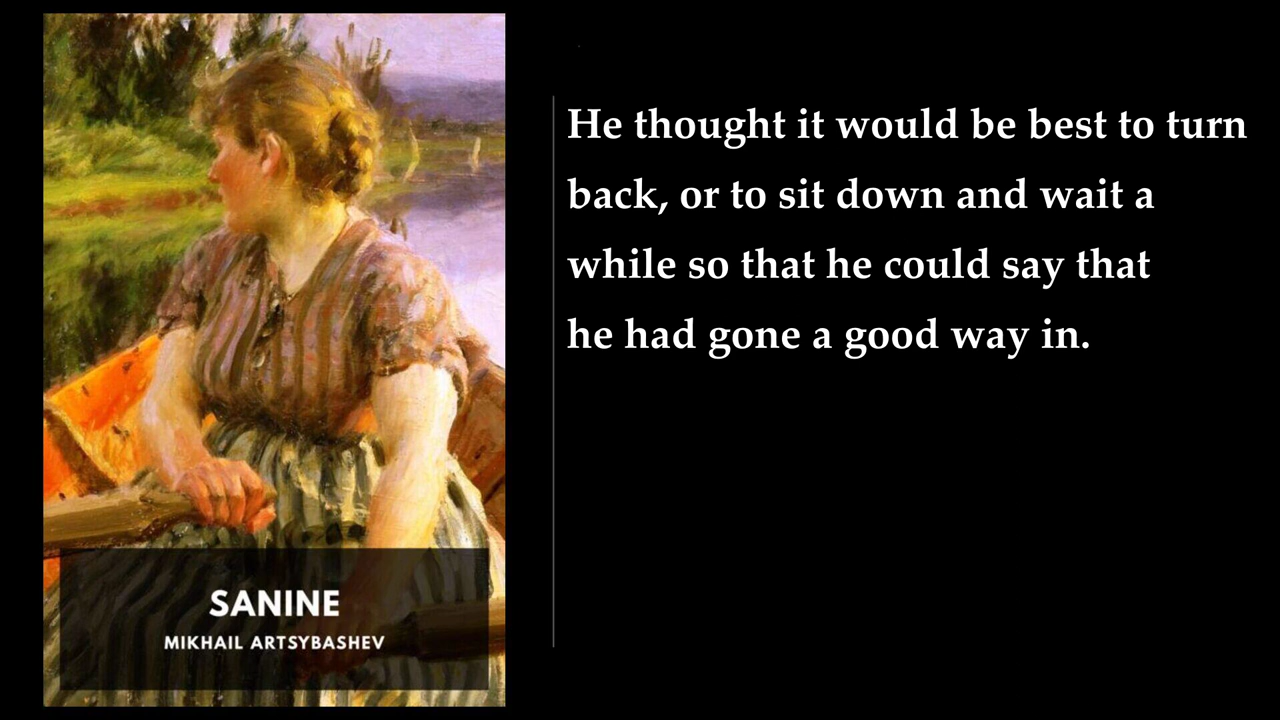 SANINE
MIKHAIL ARTSYBASHEV
He thought it would be best to turn
back, or to sit down and wait a
while so that he could say that
he had gone a good way in.